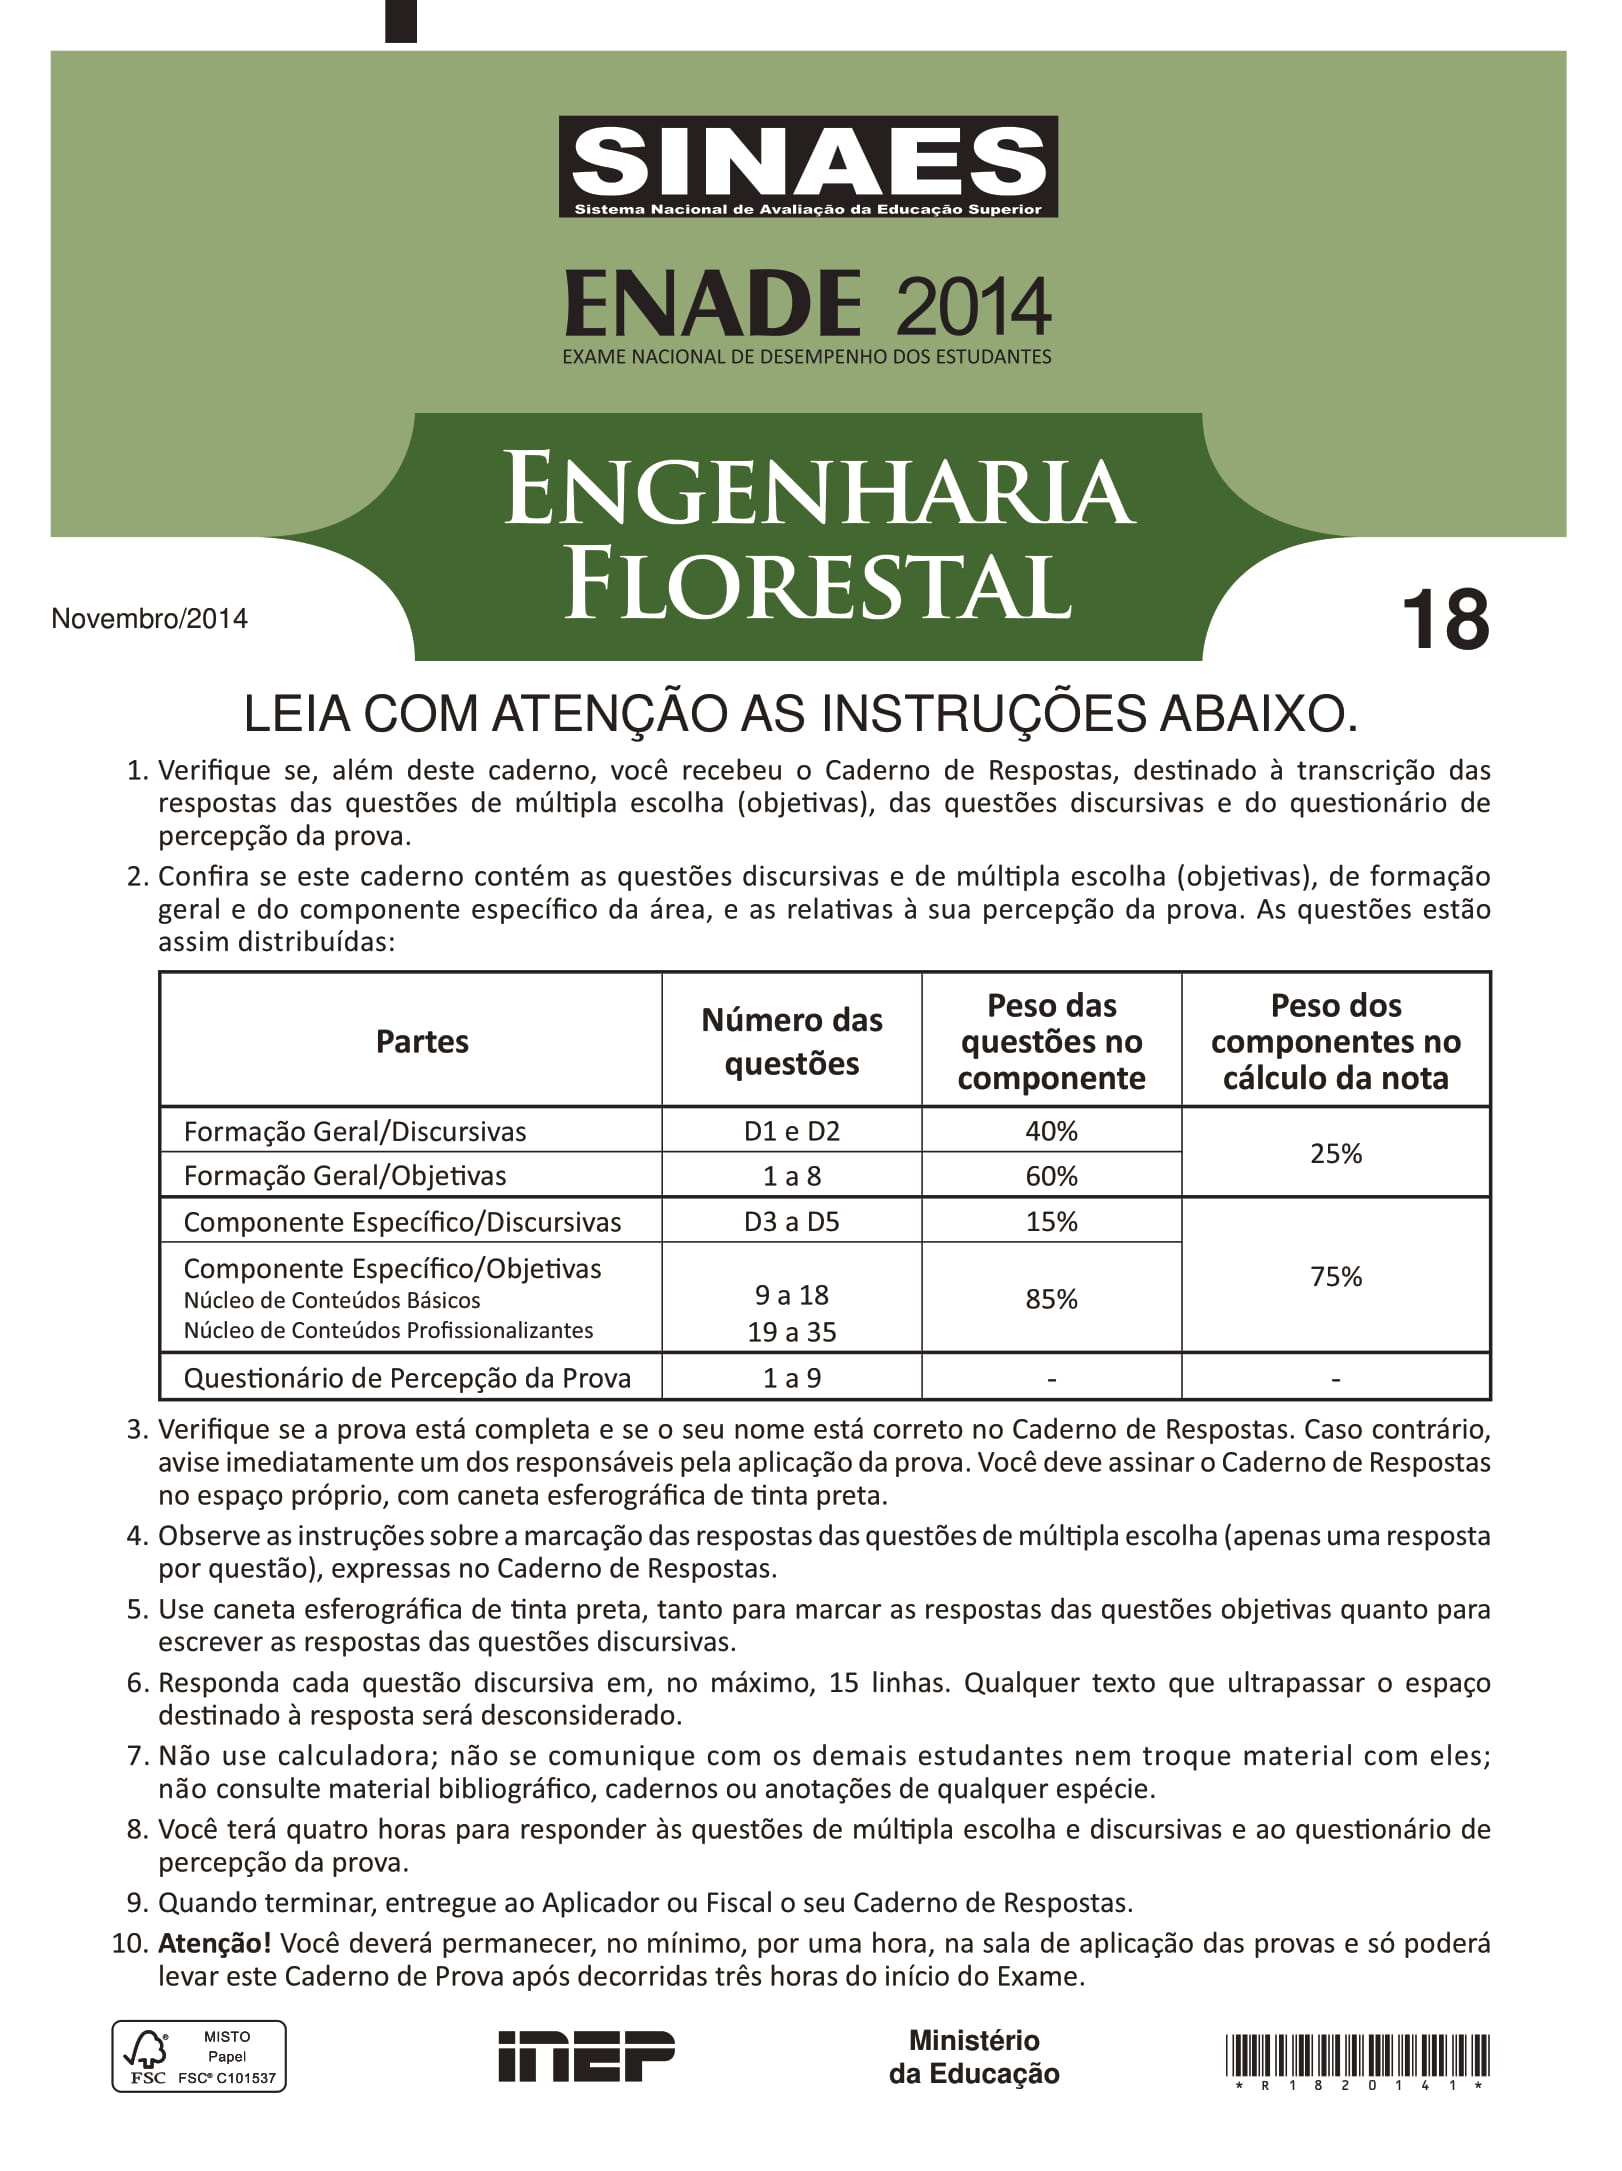 SINAES
Sistema Nacional de Avaliação da Educação Superior
ENADE 2014
EXAME NACIONAL DE DESEMPENHO DOS ESTUDANTES
ENGENHARIA
FLORESTAL
Novembro/2014
18
LEIA COM ATENÇÃO AS INSTRUÇÕES ABAIXO.
1. Verifique se, além deste caderno, você recebeu o Caderno de Respostas, destinado à transcrição das
respostas das questões de múltipla escolha (objetivas), das questões discursivas e do questionário de
percepção da prova.
2. Confira se este caderno contém as questões discursivas e de múltipla escolha (objetivas), de formação
geral e do componente específico da área, e as relativas à sua percepção da prova. As questões estão
assim distribuídas:
Partes
Número das
questões
Peso das
questões no
componente
Peso dos
componentes no
cálculo da nota
Formação Geral/Discursivas
D1 e D2
40%
25%
Formação Geral/Objetivas
1 a 8
60%
Componente Específico/Discursivas
D3 a D5
15%
75%
Componente Específico/Objetivas
Núcleo de Conteúdos Básicos
Núcleo de Conteúdos Profissionalizantes
9 a 18
19 a 35
85%
Questionário de Percepção da Prova
1 a 9
-
-
3. Verifique se a prova está completa e se o seu nome está correto no Caderno de Respostas. Caso contrário,
avise imediatamente um dos responsáveis pela aplicação da prova. Você deve assinar o Caderno de Respostas
no espaço próprio, com caneta esferográfica de tinta preta.
4. Observe as instruções sobre a marcação das respostas das questões de múltipla escolha (apenas uma resposta
por questão), expressas no Caderno de Respostas.
5. Use caneta esferográfica de tinta preta, tanto para marcar as respostas das questões objetivas quanto para
escrever as respostas das questões discursivas.
6. Responda cada questão discursiva em, no máximo, 15 linhas. Qualquer texto que ultrapassar o espaço
destinado à resposta será desconsiderado.
7. Não use calculadora; não se comunique com os demais estudantes nem troque material com eles;
não consulte material bibliográfico, cadernos ou anotações de qualquer espécie.
8. Você terá quatro horas para responder às questões de múltipla escolha e discursivas e ao questionário de
percepção da prova.
9. Quando terminar, entregue ao Aplicador ou Fiscal o seu Caderno de Respostas.
10. Atenção! Você deverá permanecer, no mínimo, por uma hora, na sala de aplicação das provas e só poderá
levar este Caderno de Prova após decorridas três horas do início do Exame.
FSC®
MISTO
Papel
FSC® C101537
INEP
Ministério
da Educação
*R1820141*